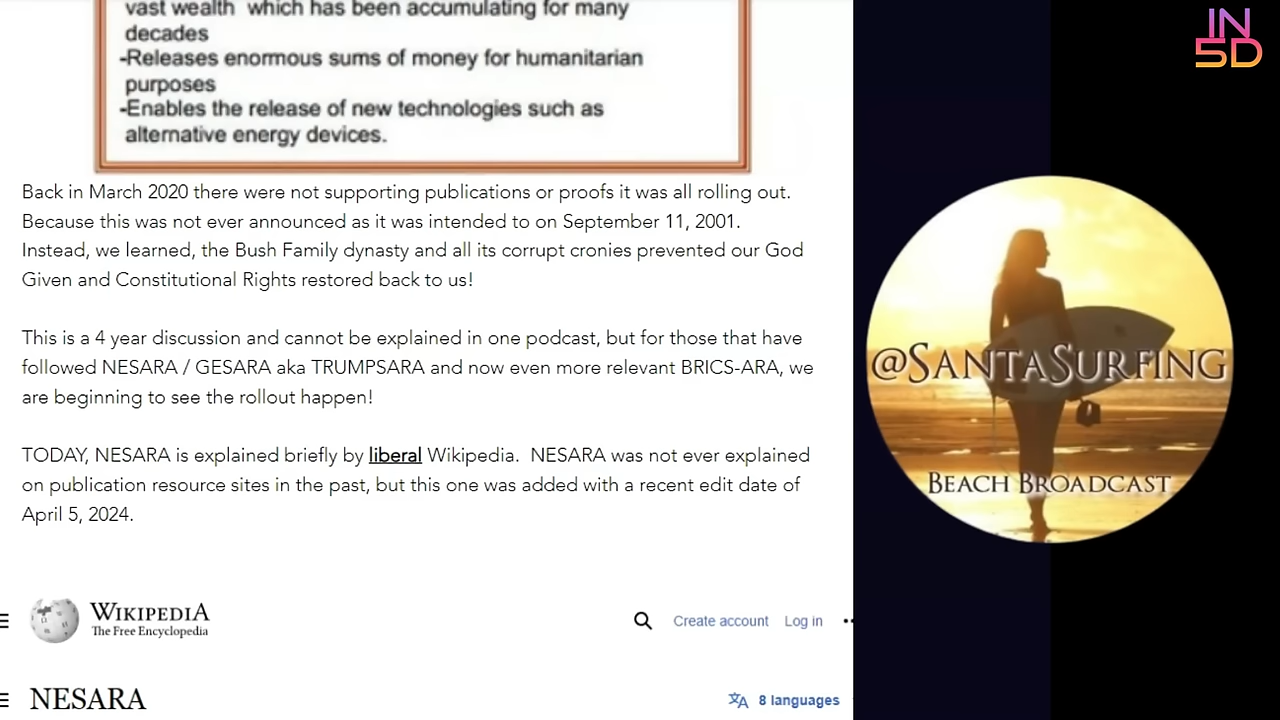 vast wealth which has been accumulating for many
decades
-Releases enormous sums of money for humanitarian
purposes
-Enables the release of new technologies such as
alternative energy devices.
Back in March 2020 there were not supporting publications or proofs it was all rolling out.
Because this was not ever announced as it was intended to on September 11, 2001.
Instead, we learned, the Bush Family dynasty and all its corrupt cronies prevented our God
Given and Constitutional Rights restored back to us!
This is a 4 year discussion and cannot be explained in one podcast, but for those that have
followed NESARA / GESARA aka TRUMPSARA and now even more relevant BRICS-ARA, we
are beginning to see the rollout happen!
TODAY, NESARA is explained briefly by liberal Wikipedia. NESARA was not ever explained
on publication resource sites in the past, but this one was added with a recent edit date of
April 5, 2024.
WIKIPEDIA
The Free Encyclopedia
Create account Log in
NESARA
8 languages
IN
5D
@SANTASURFING
BEACH BROADCAST